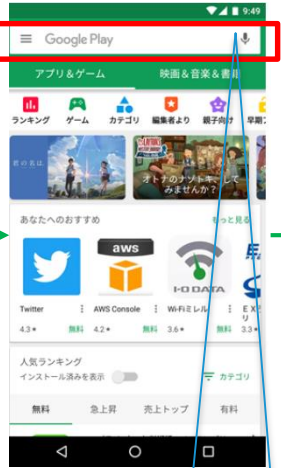 9:49
Google Play
アプリ&ゲーム 映画&音楽&書籍
ランキング ゲーム カテゴリ 編集者より 親子向け 早期
君の名は
オトナのナゾトキ、して
みませんか?
あなたへのおすすめ もっと見る
aws
I-O DATA
Twitter AWS Console Wi-Fiミレル
4.3★ 無料 4.2★ 無料 3.6★ 無料 3.3★
人気ランキング
インストール済みを表示 カテゴリ
無料 急上昇 売上トップ 有料